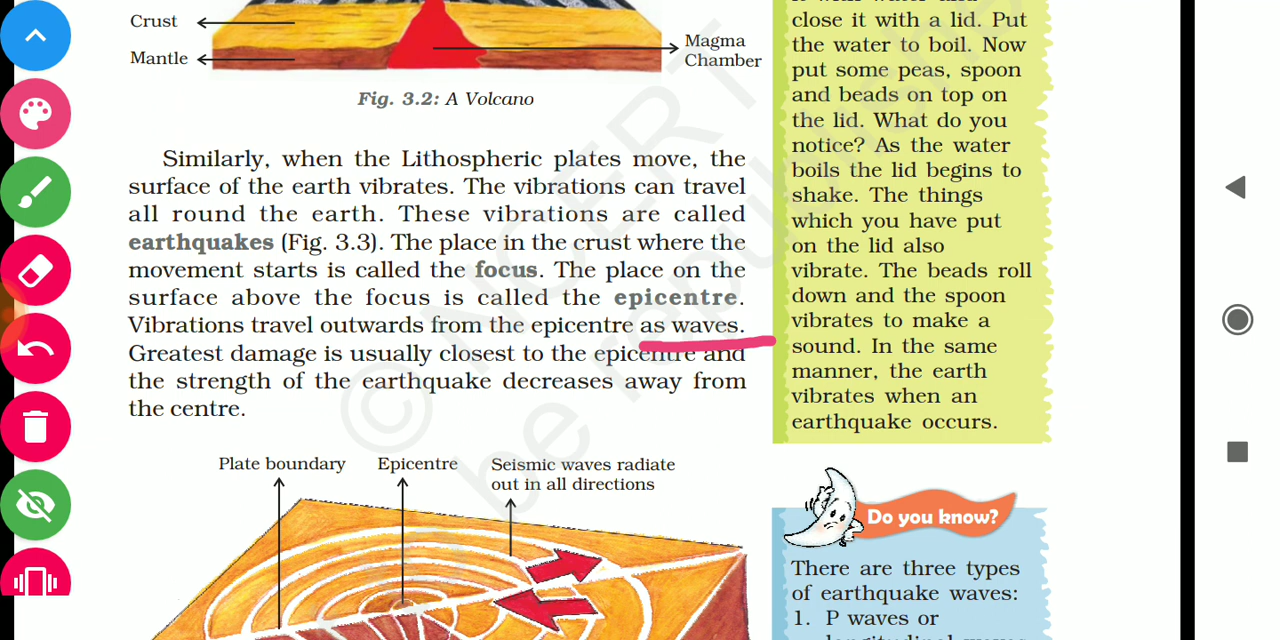 Crust
Mantle
Magma
Chamber
Fig. 3.2: A Volcano
Similarly, when the Lithospheric plates move, the
surface of the earth vibrates. The vibrations can travel
all round the earth. These vibrations are called
earthquakes (Fig. 3.3). The place in the crust where the
movement starts is called the focus. The place on the
surface above the focus is called the epicentre.
Vibrations travel outwards from the epicentre as waves.
Greatest damage is usually closest to the epicentre and
the strength of the earthquake decreases away from
the centre.
Plate boundary
Epicentre
Seismic waves radiate
out in all directions
close it with a lid. Put
the water to boil. Now
put some peas, spoon
and beads on top on
the lid. What do you
notice? As the water
boils the lid begins to
shake. The things
which you have put
on the lid also
vibrate. The beads roll
down and the spoon
vibrates to make a
sound. In the same
manner, the earth
vibrates when an
earthquake occurs.
Do you know?
There are three types
of earthquake waves:
1. P waves or
© NCERT
be republished